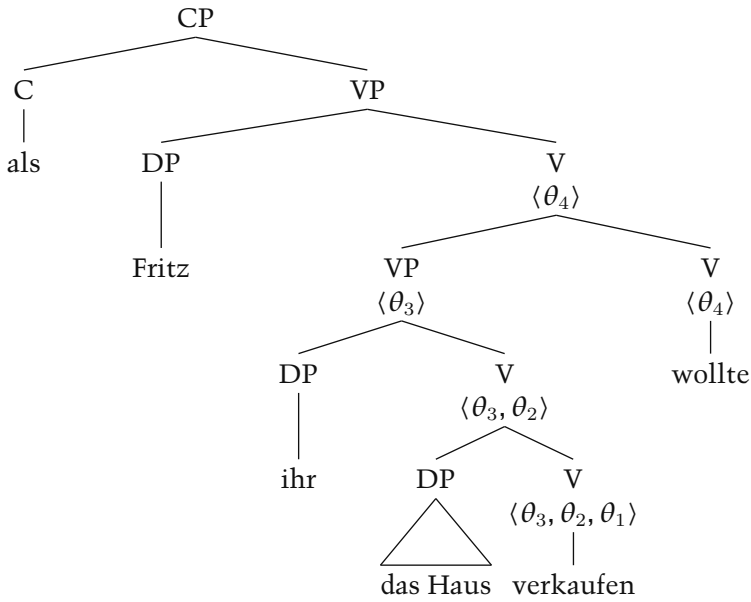 CP
C VP
als DP V
⟨θ₄⟩
Fritz VP V
⟨θ₃⟩ ⟨θ₄⟩
DP V wollte
⟨θ₃, θ₂⟩
ihr DP V
⟨θ₃, θ₂, θ₁⟩
das Haus verkaufen